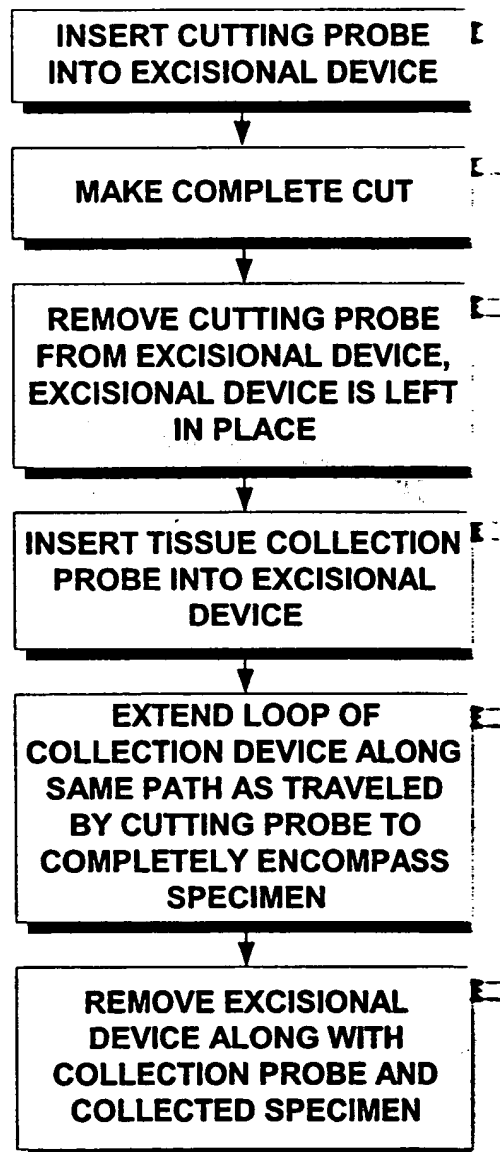 INSERT CUTTING PROBE
INTO EXCISIONAL DEVICE
MAKE COMPLETE CUT
REMOVE CUTTING PROBE
FROM EXCISIONAL DEVICE,
EXCISIONAL DEVICE IS LEFT
IN PLACE
INSERT TISSUE COLLECTION
PROBE INTO EXCISIONAL
DEVICE
EXTEND LOOP OF
COLLECTION DEVICE ALONG
SAME PATH AS TRAVELED
BY CUTTING PROBE TO
COMPLETELY ENCOMPASS
SPECIMEN
REMOVE EXCISIONAL
DEVICE ALONG WITH
COLLECTION PROBE AND
COLLECTED SPECIMEN